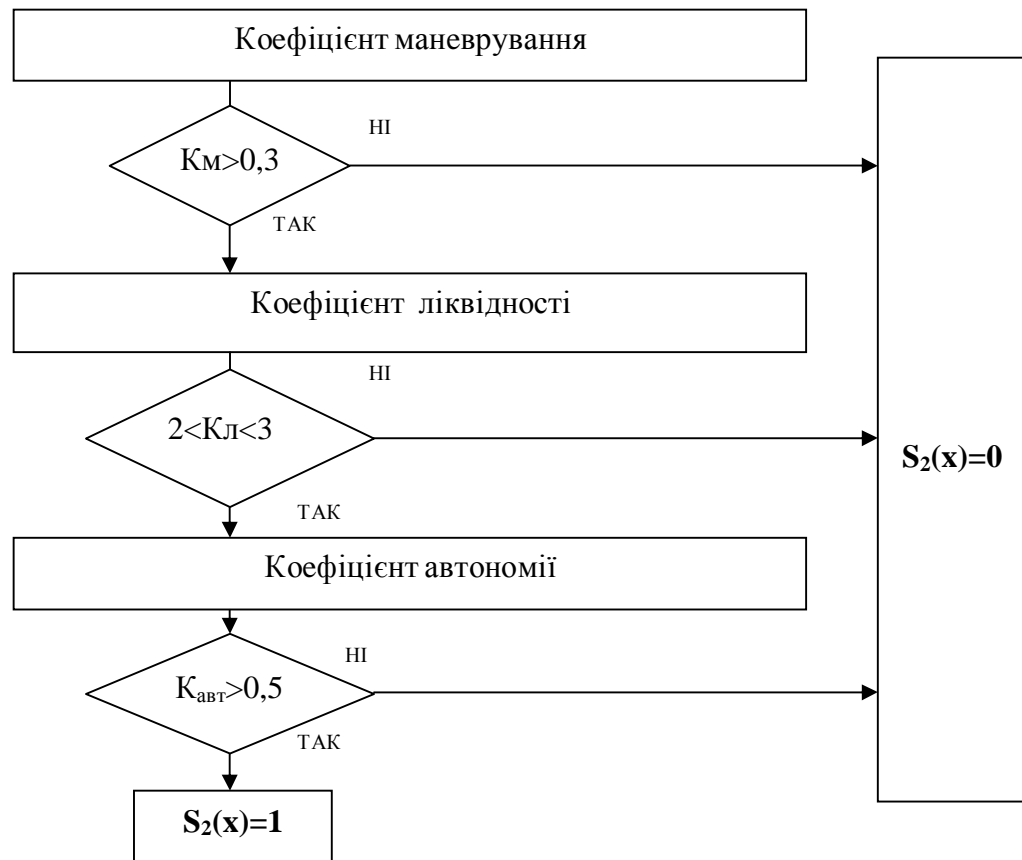 Коефіцієнт маневрування
НІ
Км>0,3
ТАК
Коефіцієнт ліквідності
НІ
2<Кл<3
S₂(x)=0
ТАК
Коефіцієнт автономії
НІ
Kавт>0,5
ТАК
S₂(x)=1